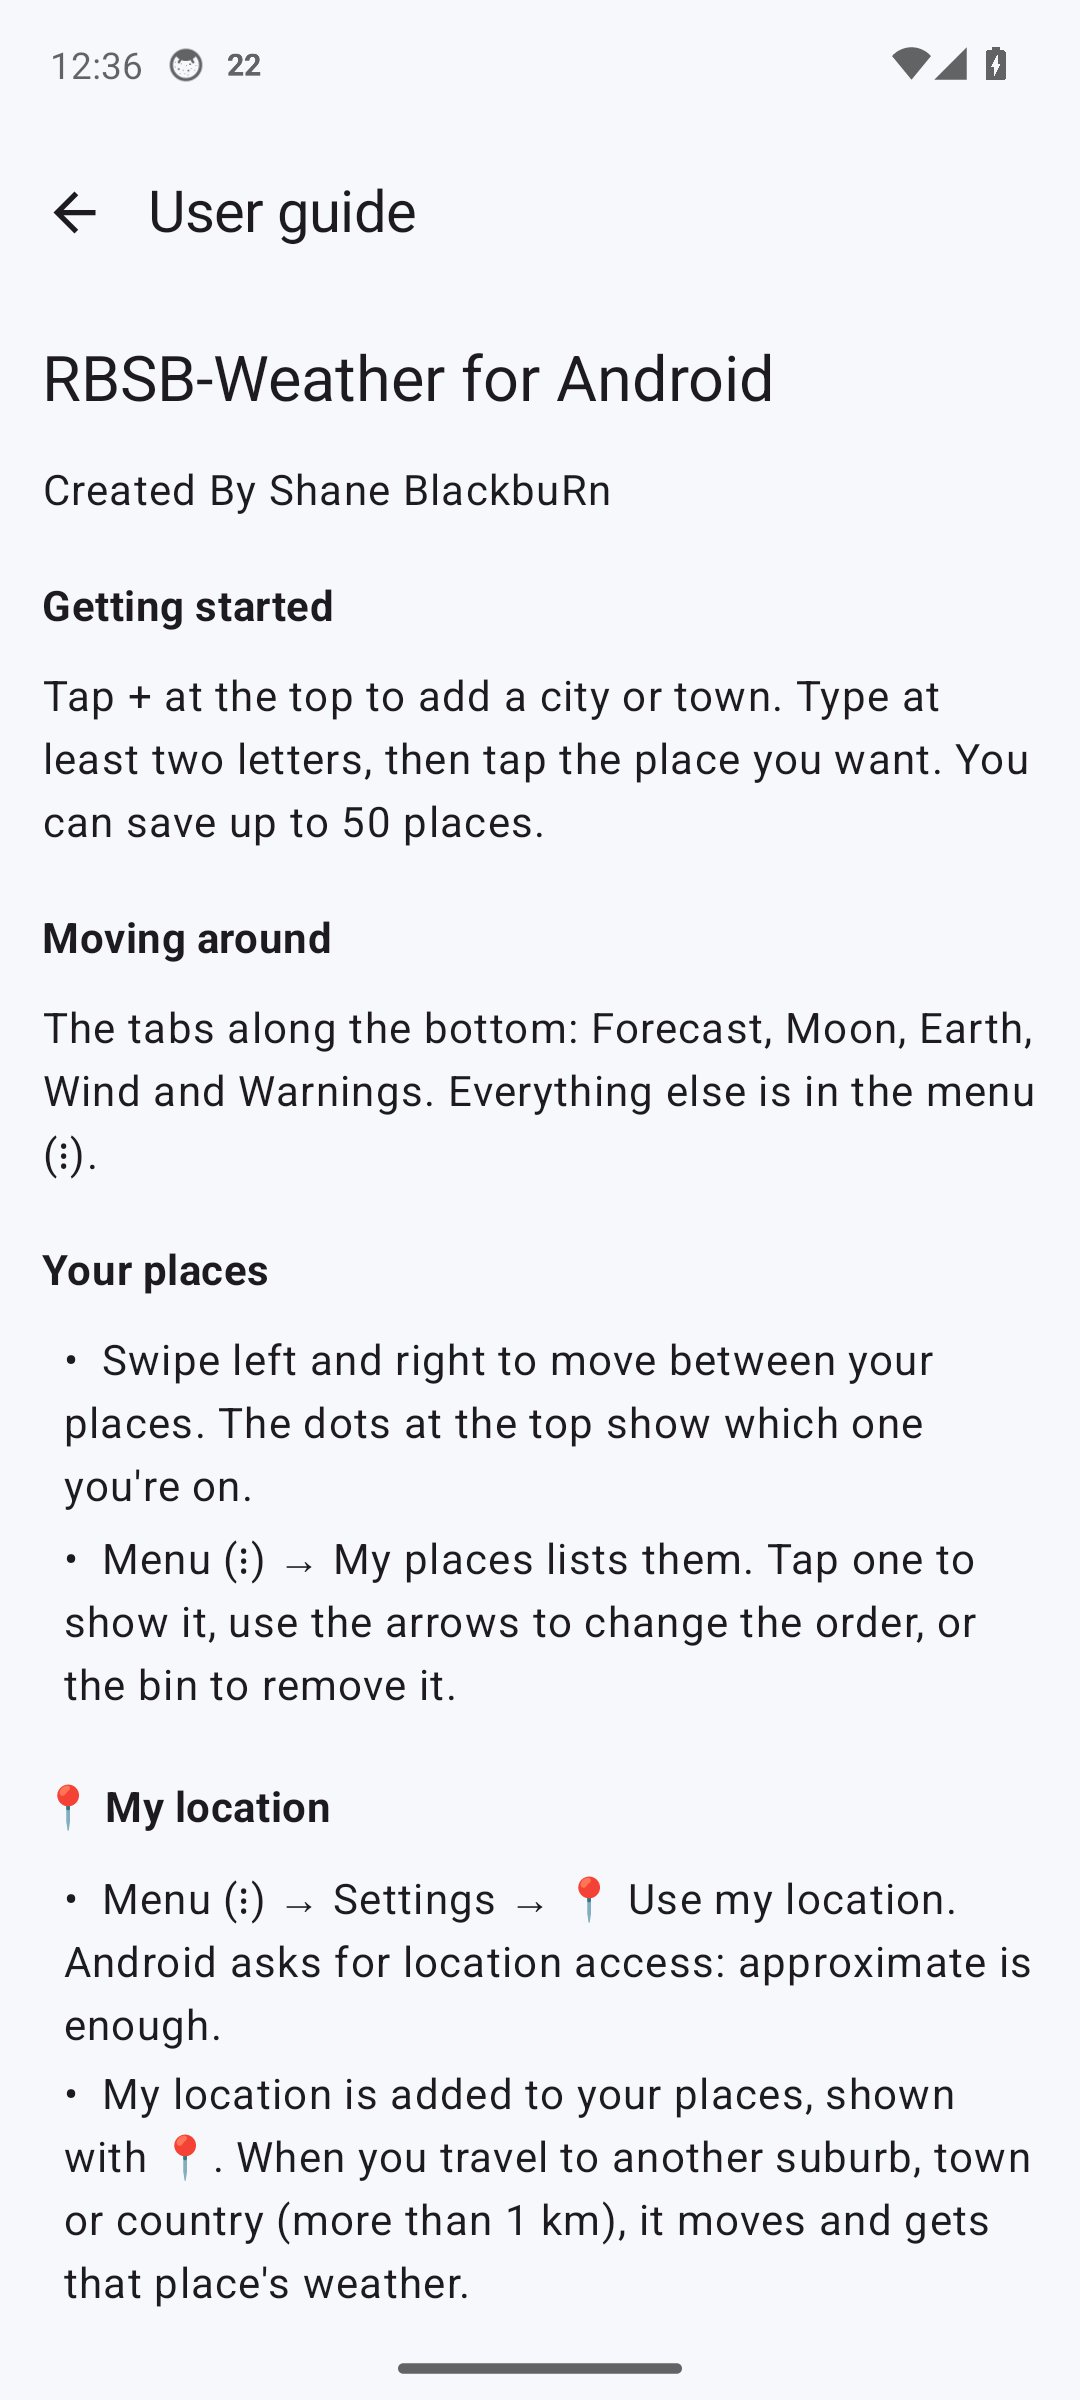 12:36 22
User guide
RBSB-Weather for Android
Created By Shane BlackbuRn
Getting started
Tap + at the top to add a city or town. Type at
least two letters, then tap the place you want. You
can save up to 50 places.
Moving around
The tabs along the bottom: Forecast, Moon, Earth,
Wind and Warnings. Everything else is in the menu
(⋮).
Your places
• Swipe left and right to move between your
places. The dots at the top show which one
you're on.
• Menu (⋮) → My places lists them. Tap one to
show it, use the arrows to change the order, or
the bin to remove it.
📍 My location
• Menu (⋮) → Settings → 📍 Use my location.
Android asks for location access: approximate is
enough.
• My location is added to your places, shown
with 📍. When you travel to another suburb, town
or country (more than 1 km), it moves and gets
that place's weather.